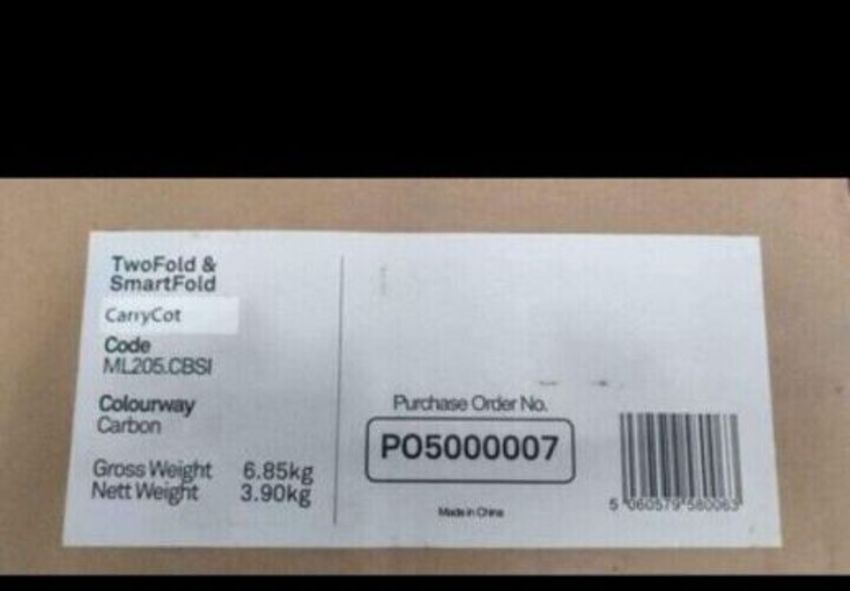 TwoFold &
SmartFold
CarryCot
Code
ML205.CBSI
Colourway
Carbon
Gross Weight 6.85kg
Nett Weight 3.90kg
Purchase Order No.
PO5000007
Made in China
5 060579 580063